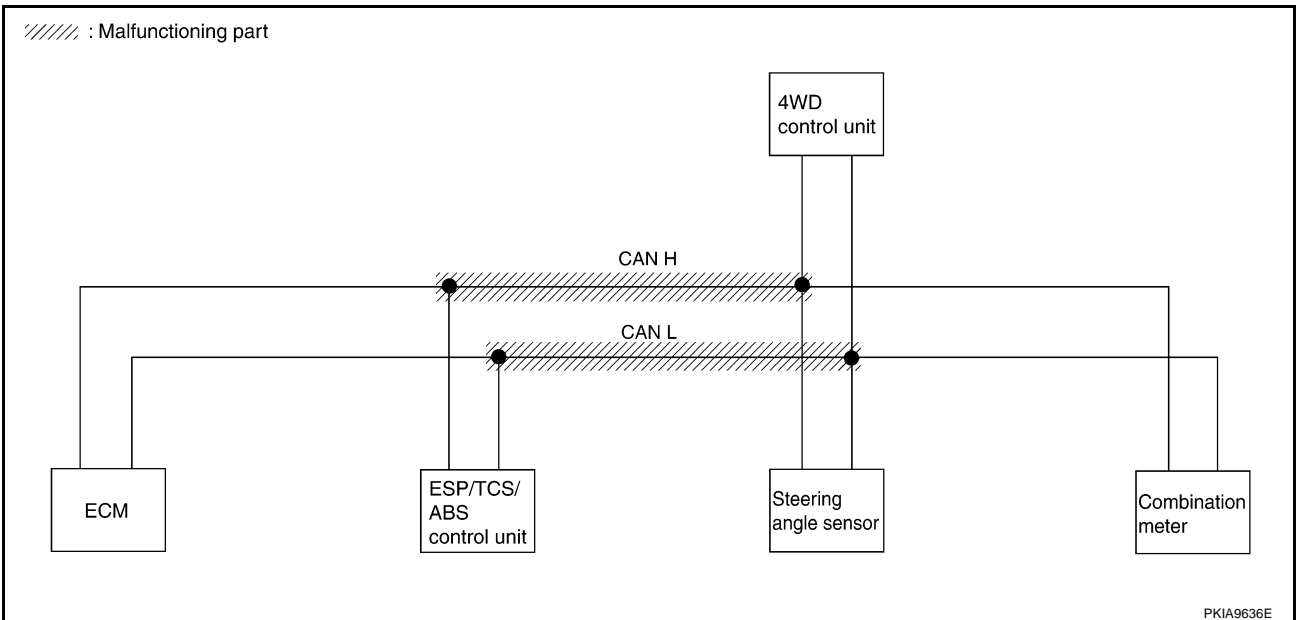 : Malfunctioning part
4WD
control unit
CAN H
CAN L
ECM
ESP/TCS/
ABS
control unit
Steering
angle sensor
Combination
meter
PKIA9636E